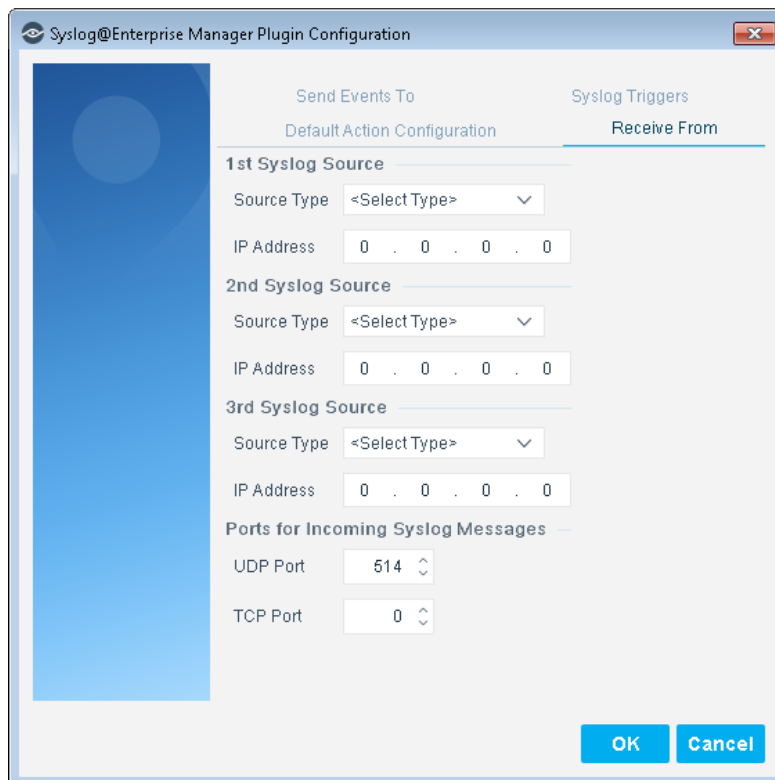 Syslog@Enterprise Manager Plugin Configuration
Send Events To Syslog Triggers
Default Action Configuration Receive From
1st Syslog Source
Source Type <Select Type>
IP Address 0 . 0 . 0 . 0
2nd Syslog Source
Source Type <Select Type>
IP Address 0 . 0 . 0 . 0
3rd Syslog Source
Source Type <Select Type>
IP Address 0 . 0 . 0 . 0
Ports for Incoming Syslog Messages
UDP Port 514
TCP Port 0
OK Cancel